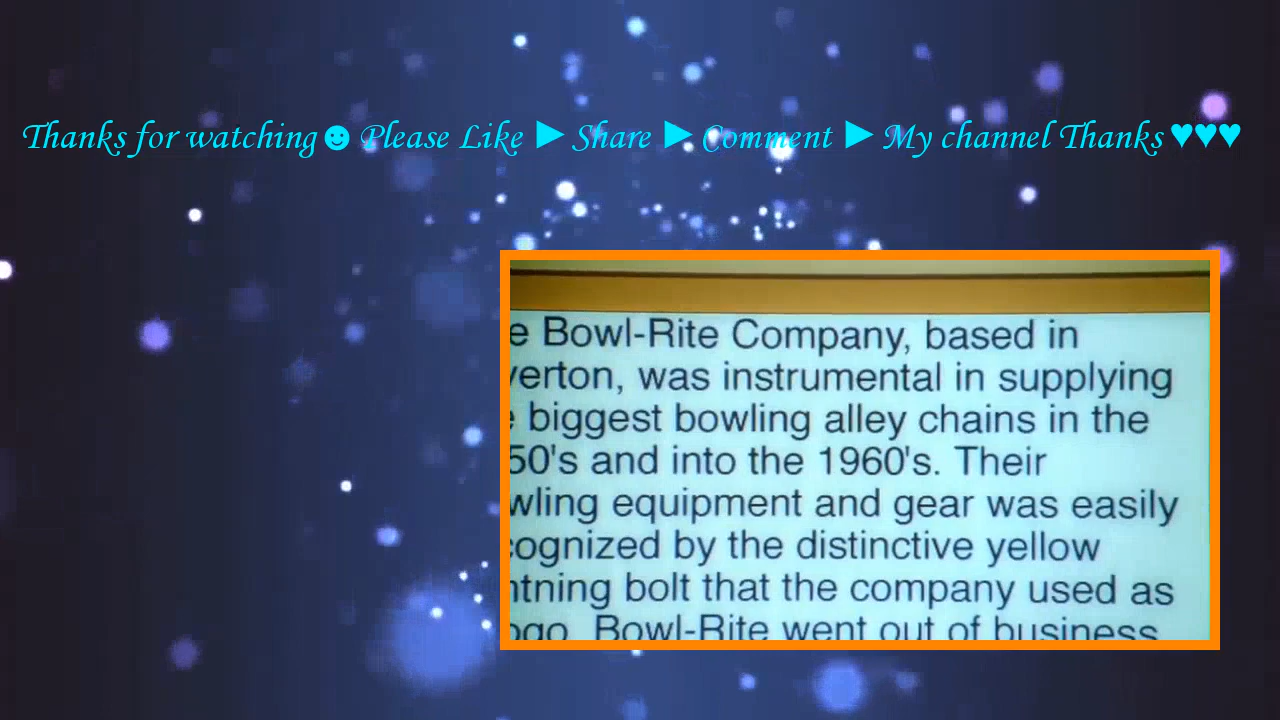 Thanks for watching☻Please Like ►Share ►Comment ►My channel Thanks ♥♥♥
e Bowl-Rite Company, based in
verton, was instrumental in supplying
biggest bowling alley chains in the
50's and into the 1960's. Their
wling equipment and gear was easily
cognized by the distinctive yellow
htning bolt that the company used as
ogo. Bowl-Rite went out of business